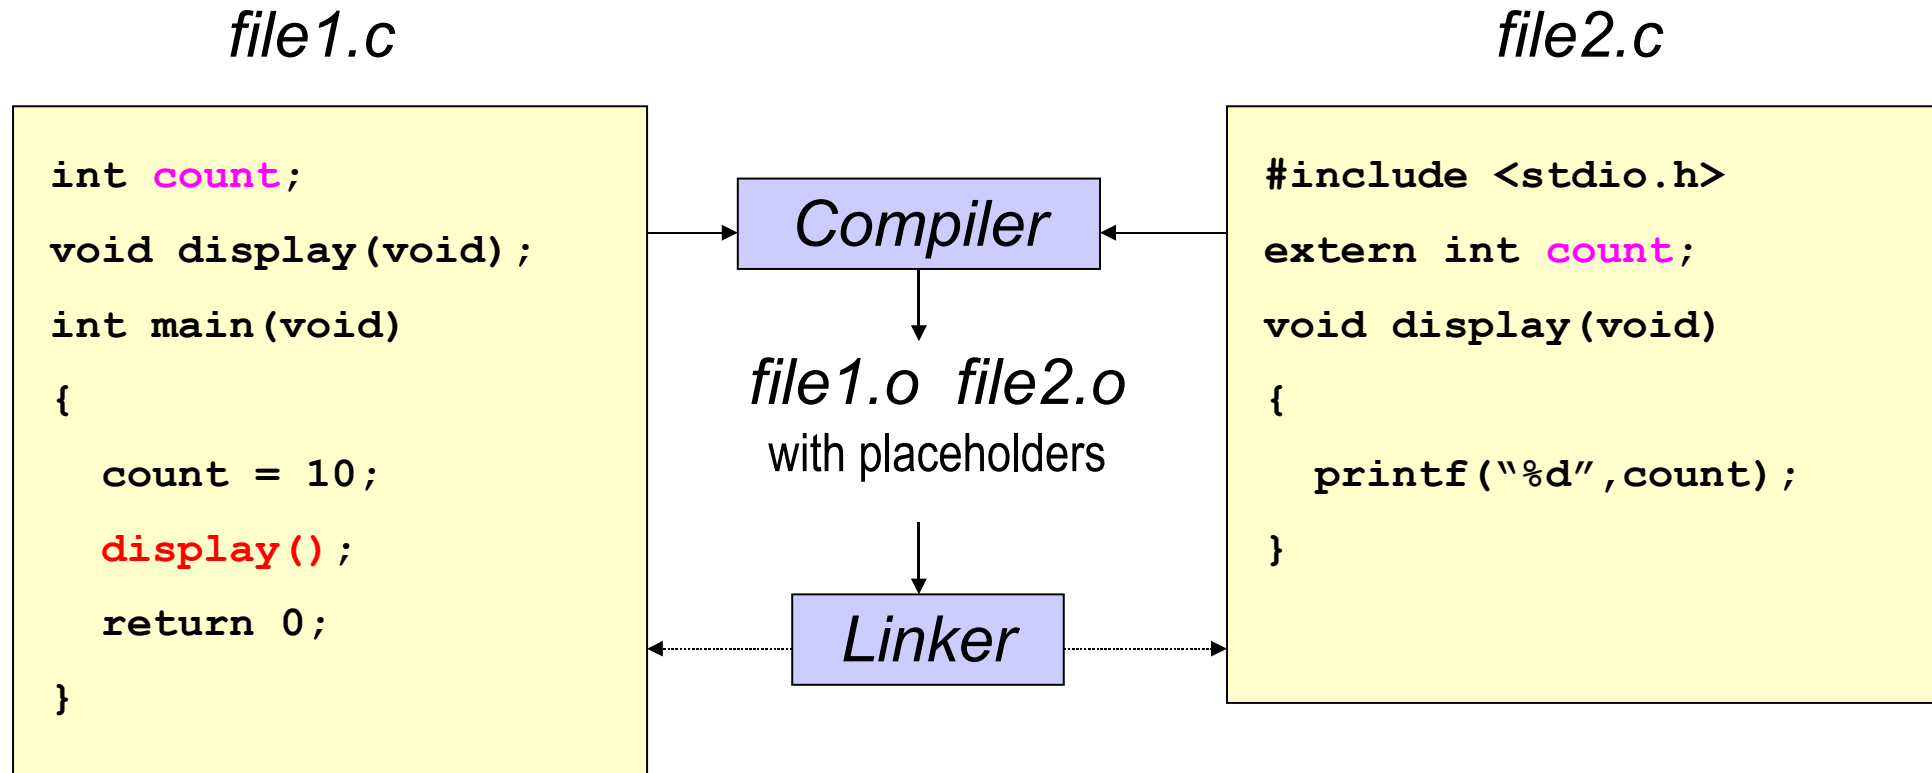 file1.c
int count;
void display(void);
int main(void)
{
count = 10;
display();
return 0;
}
Compiler
file1.o file2.o
with placeholders
Linker
file2.c
#include <stdio.h>
extern int count;
void display(void)
{
printf(“%d”,count);
}